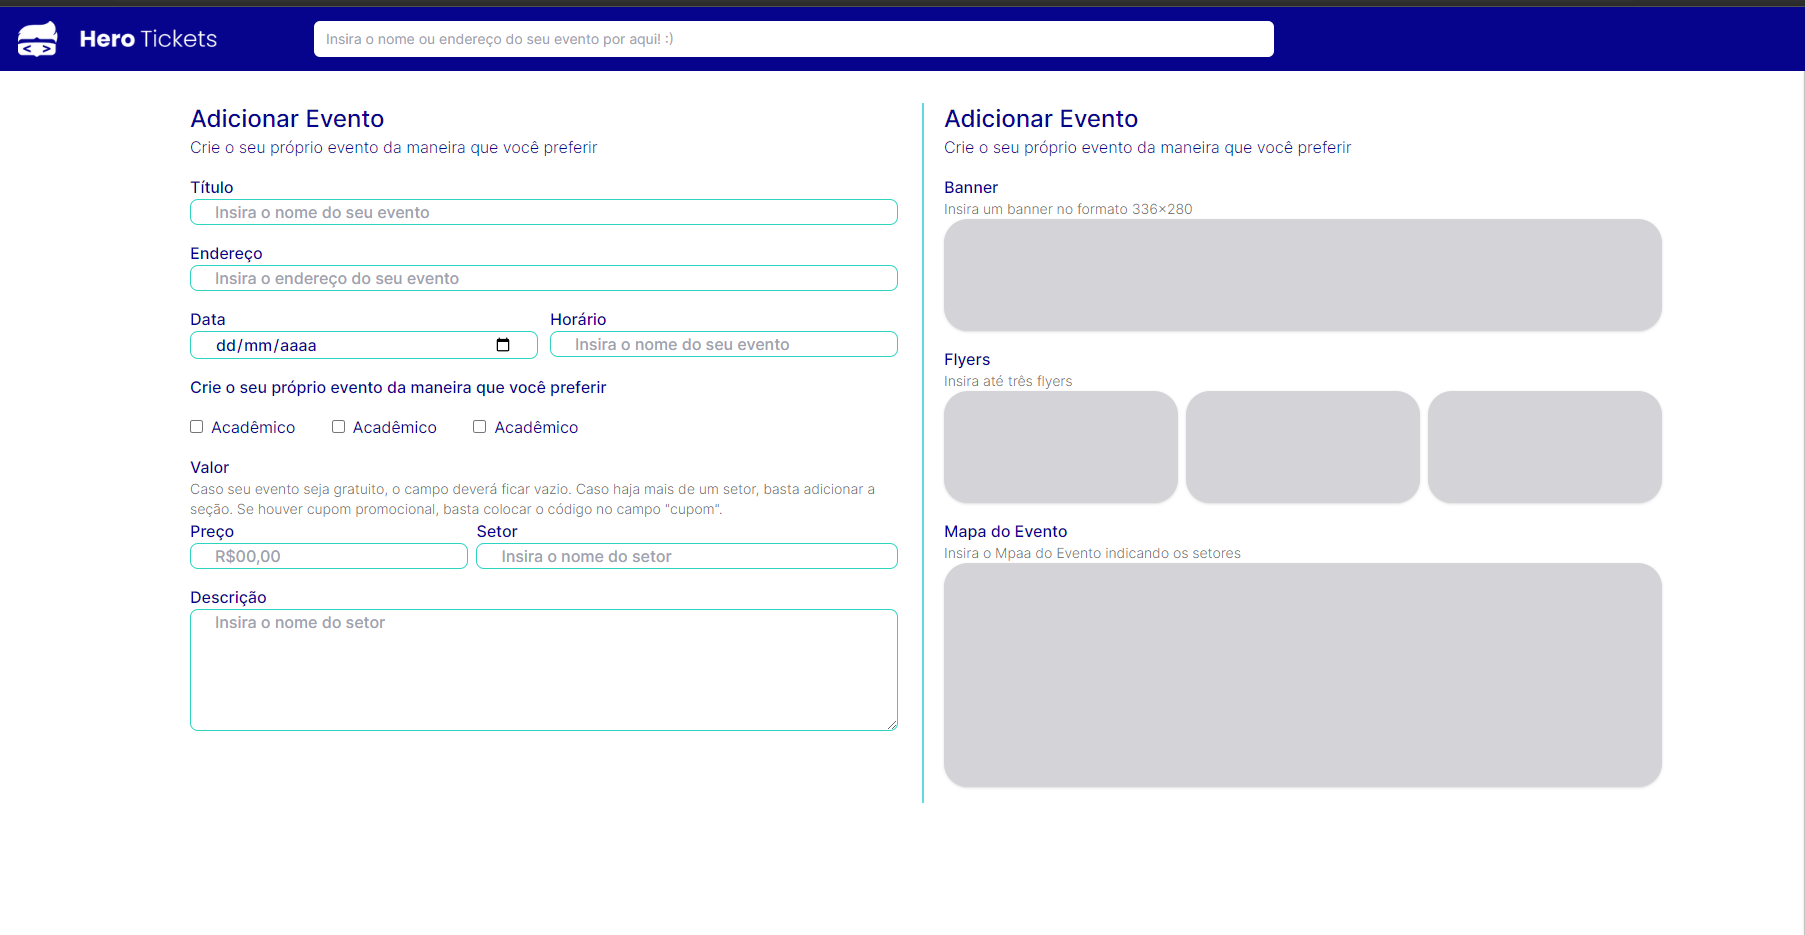 Hero Tickets
Insira o nome ou endereço do seu evento por aqui! :)
Adicionar Evento
Crie o seu próprio evento da maneira que você preferir
Título
Insira o nome do seu evento
Endereço
Insira o endereço do seu evento
Data
Horário
dd/mm/aaaa
Insira o nome do seu evento
Crie o seu próprio evento da maneira que você preferir
Acadêmico
Acadêmico
Acadêmico
Valor
Caso seu evento seja gratuito, o campo deverá ficar vazio. Caso haja mais de um setor, basta adicionar a
seção. Se houver cupom promocional, basta colocar o código no campo "cupom".
Preço
Setor
R$00,00
Insira o nome do setor
Descrição
Insira o nome do setor
Adicionar Evento
Crie o seu próprio evento da maneira que você preferir
Banner
Insira um banner no formato 336×280
Flyers
Insira até três flyers
Mapa do Evento
Insira o Mpaa do Evento indicando os setores